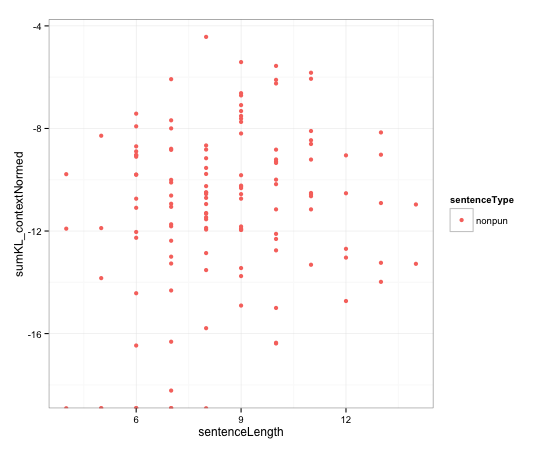 -4
-8
-12
-16
sumKL_contextNormed
6
9
12
sentenceLength
sentenceType
nonpun